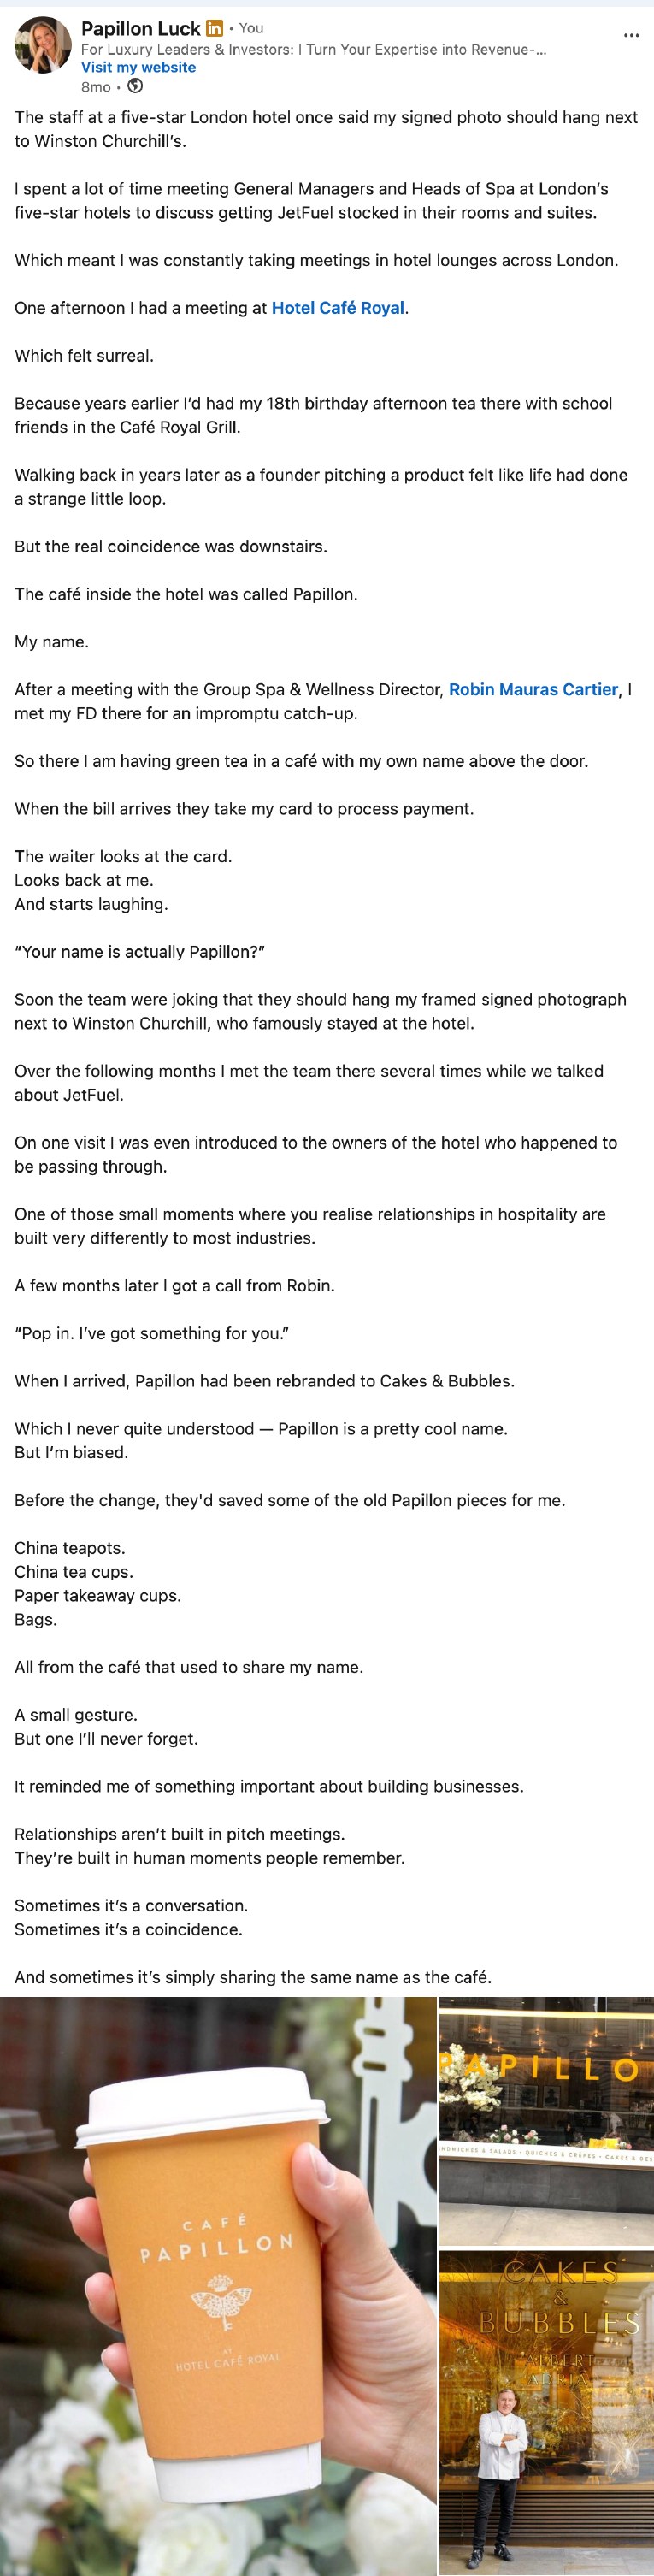 Papillon Luck in • You
For Luxury Leaders & Investors: I Turn Your Expertise into Revenue-...
Visit my website
8mo •
The staff at a five-star London hotel once said my signed photo should hang next
to Winston Churchill’s.
I spent a lot of time meeting General Managers and Heads of Spa at London’s
five-star hotels to discuss getting JetFuel stocked in their rooms and suites.
Which meant I was constantly taking meetings in hotel lounges across London.
One afternoon I had a meeting at Hotel Café Royal.
Which felt surreal.
Because years earlier I’d had my 18th birthday afternoon tea there with school
friends in the Café Royal Grill.
Walking back in years later as a founder pitching a product felt like life had done
a strange little loop.
But the real coincidence was downstairs.
The café inside the hotel was called Papillon.
My name.
After a meeting with the Group Spa & Wellness Director, Robin Mauras Cartier, I
met my FD there for an impromptu catch-up.
So there I am having green tea in a café with my own name above the door.
When the bill arrives they take my card to process payment.
The waiter looks at the card.
Looks back at me.
And starts laughing.
“Your name is actually Papillon?”
Soon the team were joking that they should hang my framed signed photograph
next to Winston Churchill, who famously stayed at the hotel.
Over the following months I met the team there several times while we talked
about JetFuel.
On one visit I was even introduced to the owners of the hotel who happened to
be passing through.
One of those small moments where you realise relationships in hospitality are
built very differently to most industries.
A few months later I got a call from Robin.
“Pop in. I’ve got something for you.”
When I arrived, Papillon had been rebranded to Cakes & Bubbles.
Which I never quite understood — Papillon is a pretty cool name.
But I’m biased.
Before the change, they'd saved some of the old Papillon pieces for me.
China teapots.
China tea cups.
Paper takeaway cups.
Bags.
All from the café that used to share my name.
A small gesture.
But one I’ll never forget.
It reminded me of something important about building businesses.
Relationships aren’t built in pitch meetings.
They’re built in human moments people remember.
Sometimes it’s a conversation.
Sometimes it’s a coincidence.
And sometimes it’s simply sharing the same name as the café.
CAFÉ
PAPILLON
AT
HOTEL CAFÉ ROYAL
PAPILLO
NDWICHES & SALADS • QUICHES & CRÊPES • CAKES & DES
CAKES
&
BUBBLES
ALBERT
ADRIÀ